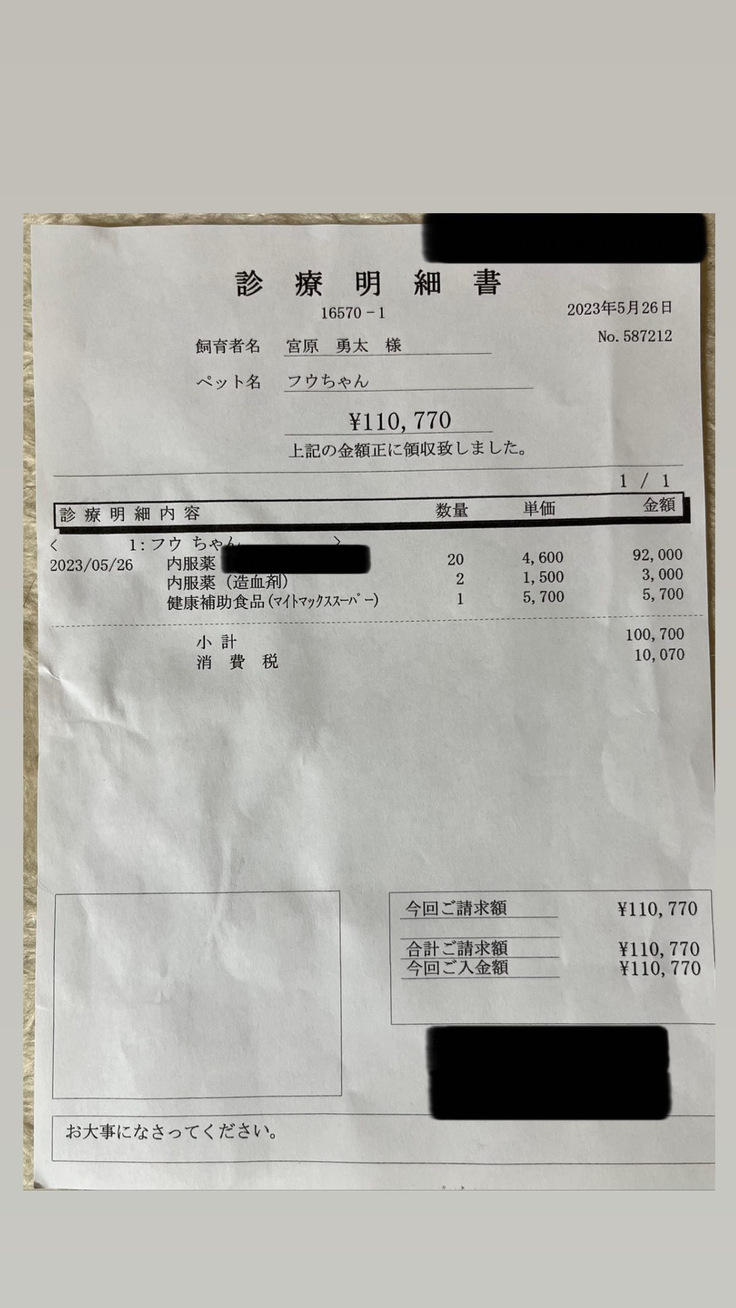 診療明細書
16570-1
2023年5月26日
No.587212
飼育者名 宮原 勇太 様
ペット名 フウちゃん
¥110,770
上記の金額正に領収致しました。
1 / 1
診療明細内容 数量 単価 金額
< 1:フウ ちゃん >
2023/05/26 内服薬 20 4,600 92,000
内服薬（造血剤） 2 1,500 3,000
健康補助食品(ﾏｲﾄﾏｯｸｽｽｰﾊﾟｰ) 1 5,700 5,700
小計 100,700
消費税 10,070
今回ご請求額 ¥110,770
合計ご請求額 ¥110,770
今回ご入金額 ¥110,770
お大事になさってください。